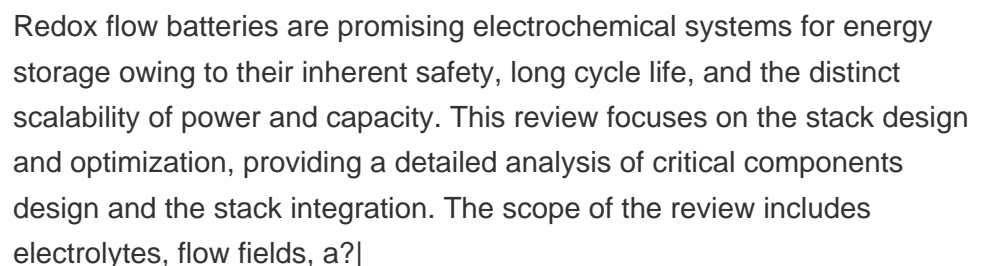 Redox flow batteries are promising electrochemical systems for energy
storage owing to their inherent safety, long cycle life, and the distinct
scalability of power and capacity. This review focuses on the stack design
and optimization, providing a detailed analysis of critical components
design and the stack integration. The scope of the review includes
electrolytes, flow fields, a?|